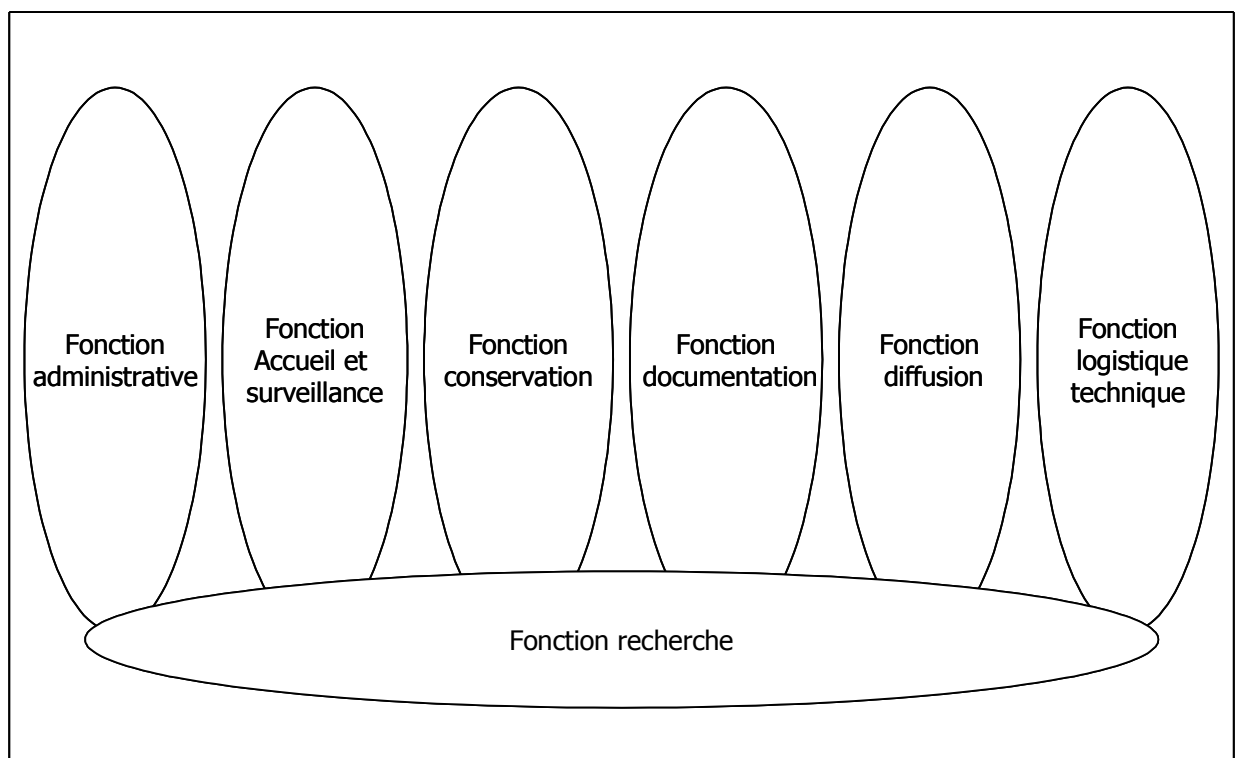 Fonction
administrative
Fonction
Accueil et
surveillance
Fonction
conservation
Fonction
documentation
Fonction
diffusion
Fonction
logistique
technique
Fonction recherche